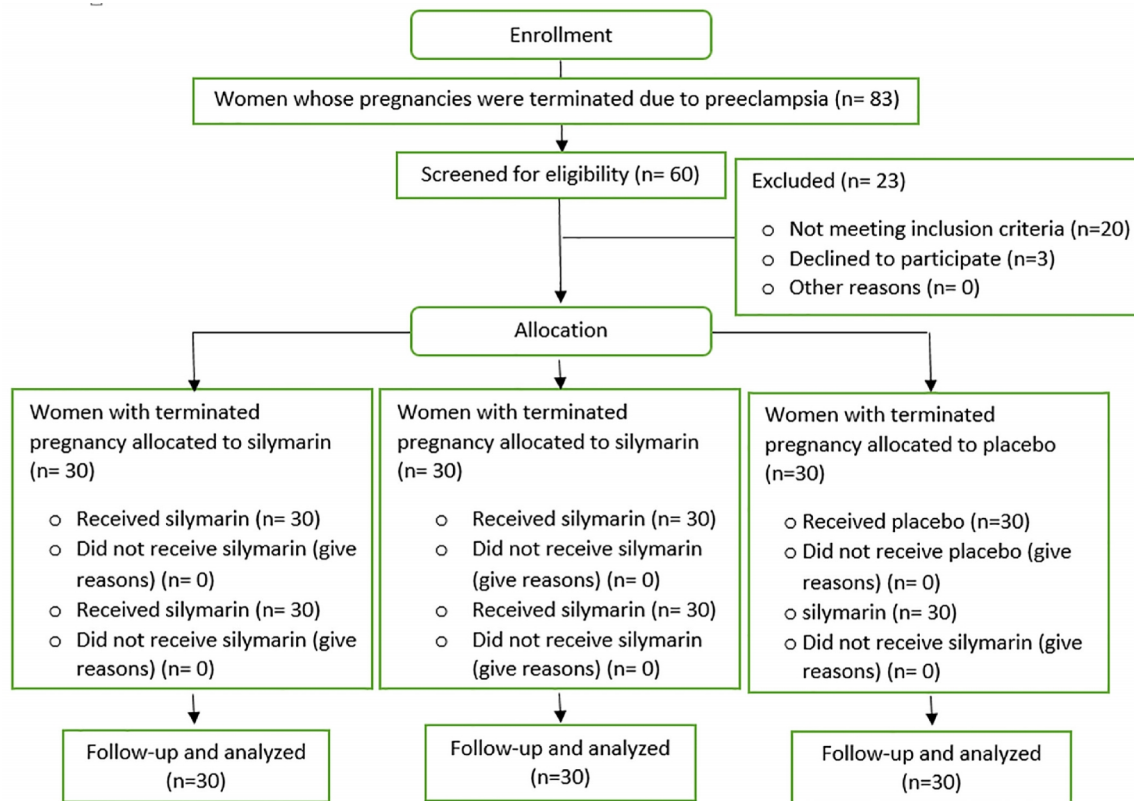 Enrollment
Women whose pregnancies were terminated due to preeclampsia (n= 83)
Screened for eligibility (n= 60)
Excluded (n= 23)
o Not meeting inclusion criteria (n=20)
o Declined to participate (n=3)
o Other reasons (n= 0)
Allocation
Women with terminated
pregnancy allocated to silymarin
(n= 30)
o Received silymarin (n= 30)
o Did not receive silymarin (give
reasons) (n= 0)
o Received silymarin (n= 30)
o Did not receive silymarin (give
reasons) (n= 0)
Women with terminated
pregnancy allocated to silymarin
(n= 30)
o Received silymarin (n= 30)
o Did not receive silymarin
(give reasons) (n= 0)
o Received silymarin (n= 30)
o Did not receive silymarin
(give reasons) (n= 0)
Women with terminated
pregnancy allocated to placebo
(n=30)
o Received placebo (n=30)
o Did not receive placebo (give
reasons) (n= 0)
o silymarin (n= 30)
o Did not receive silymarin (give
reasons) (n= 0)
Follow-up and analyzed
(n=30)
Follow-up and analyzed
(n=30)
Follow-up and analyzed
(n=30)